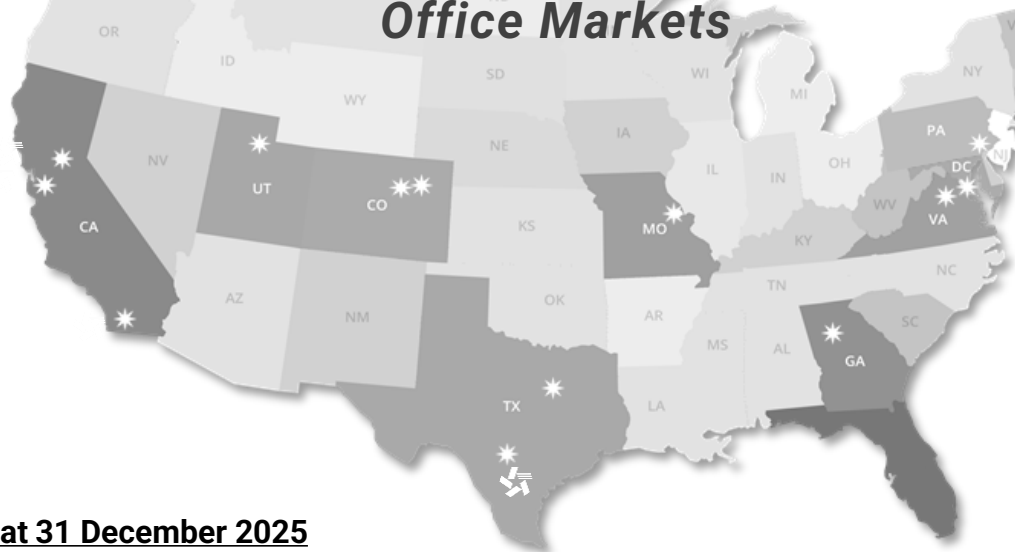 Office Markets
OR
ID
SD
WI
NY
WY
MI
IA
PA
NE
NV
IL
OH
NJ
UT
IN
DC
CO
WV
MO
VA
CA
KS
KY
NC
AZ
TN
OK
NM
AR
SC
MS
AL
GA
TX
LA
at 31 December 2025